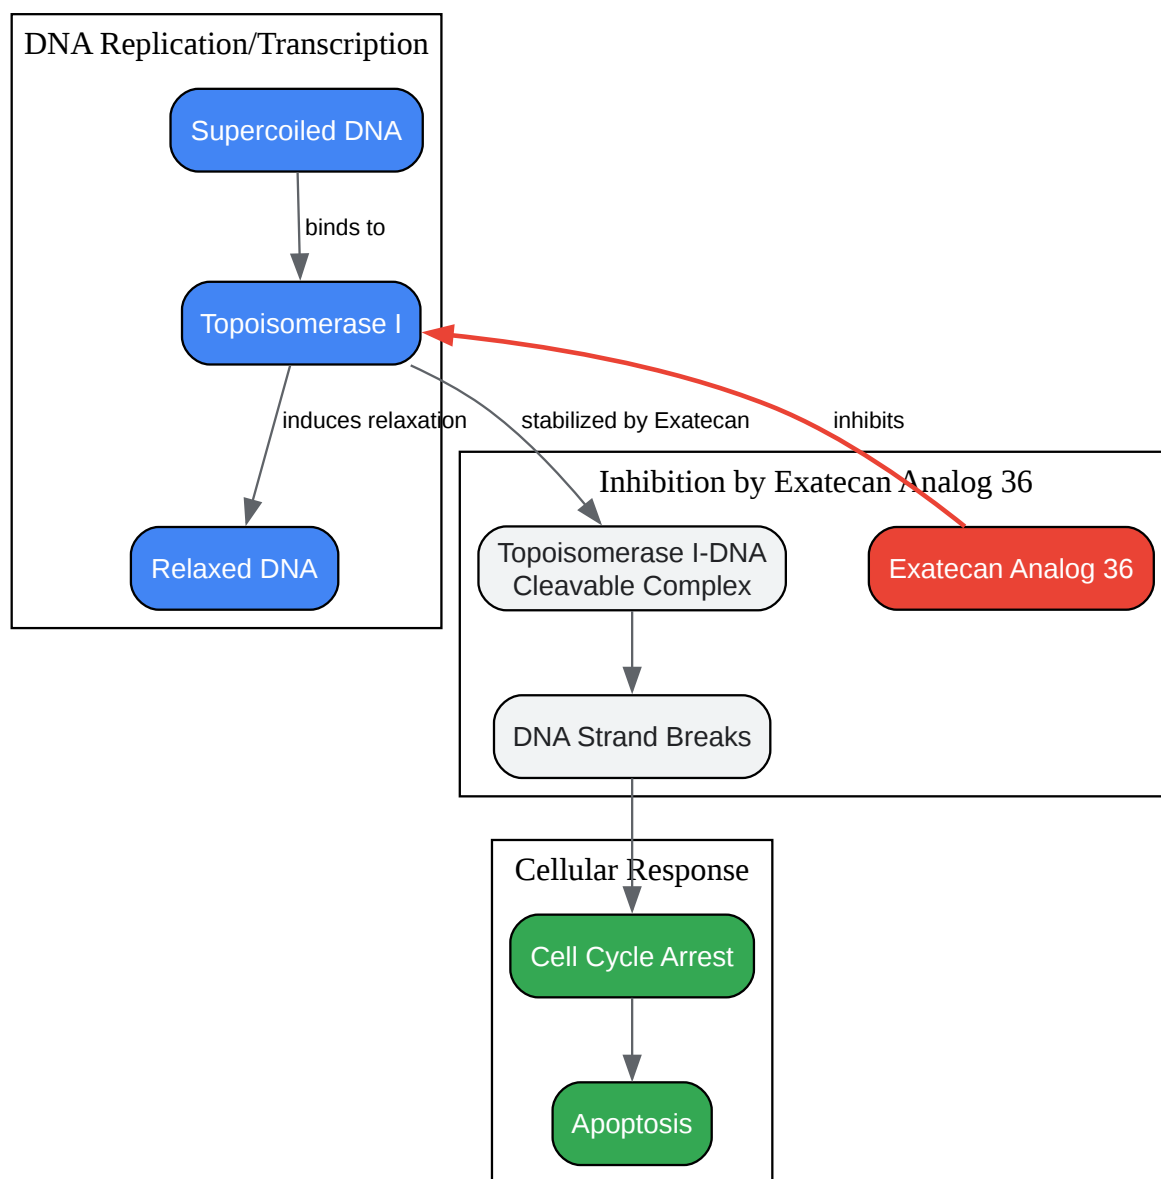 DNA Replication/Transcription
Supercoiled DNA
binds to
Topoisomerase I
induces relaxation
stabilized by Exatecan
inhibits
Inhibition by Exatecan Analog 36
Relaxed DNA
Topoisomerase I-DNA
Cleavable Complex
Exatecan Analog 36
DNA Strand Breaks
Cellular Response
Cell Cycle Arrest
Apoptosis